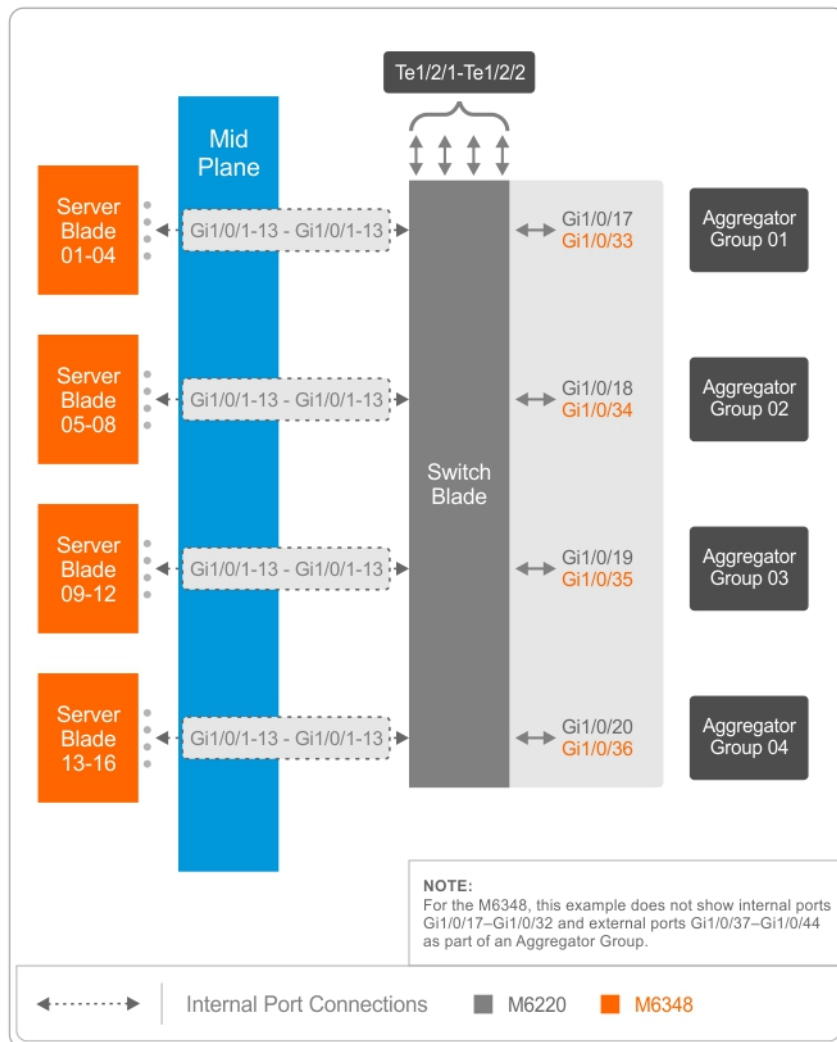 Te1/2/1-Te1/2/2
Mid
Plane
Server
Blade
01-04
Gi1/0/1-13 - Gi1/0/1-13
Gi1/0/17
Gi1/0/33
Aggregator
Group 01
Server
Blade
05-08
Gi1/0/1-13 - Gi1/0/1-13
Gi1/0/18
Gi1/0/34
Aggregator
Group 02
Switch
Blade
Server
Blade
09-12
Gi1/0/1-13 - Gi1/0/1-13
Gi1/0/19
Gi1/0/35
Aggregator
Group 03
Server
Blade
13-16
Gi1/0/1-13 - Gi1/0/1-13
Gi1/0/20
Gi1/0/36
Aggregator
Group 04
NOTE:
For the M6348, this example does not show internal ports
Gi1/0/17–Gi1/0/32 and external ports Gi1/0/37–Gi1/0/44
as part of an Aggregator Group.
Internal Port Connections
M6220
M6348